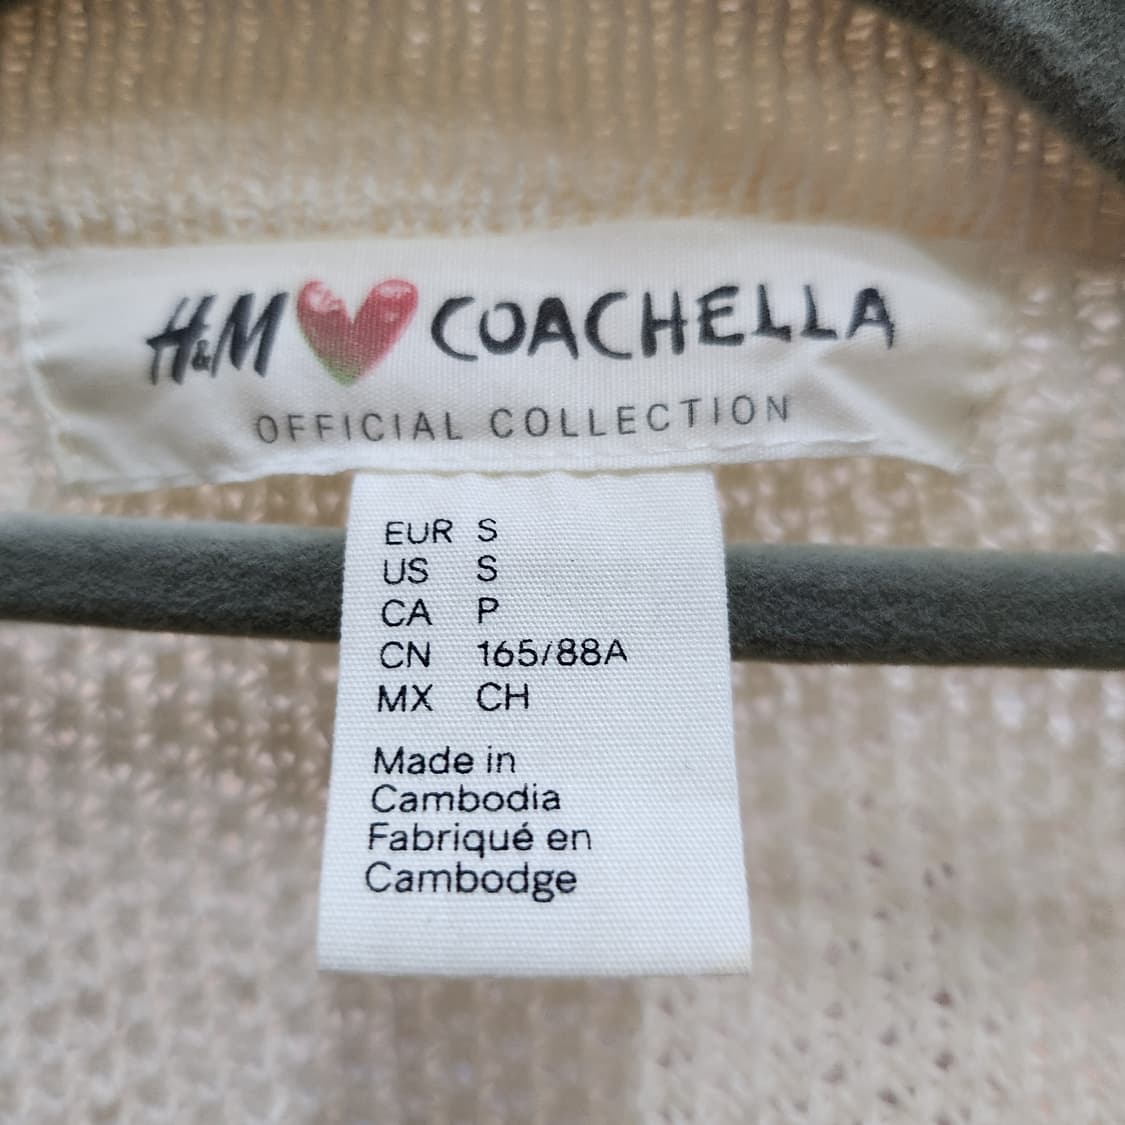 H&M COACHELLA
OFFICIAL COLLECTION
EUR S
US S
CA P
CN 165/88A
MX CH
Made in
Cambodia
Fabriqué en
Cambodge